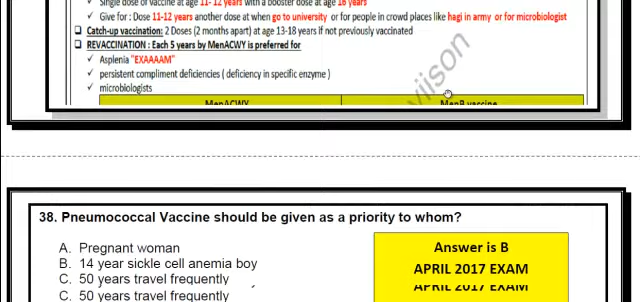 Single dose of vaccine at age 11- 12 years with a booster dose at age 16 years
✓ Give for : Dose 11-12 years another dose at when go to university or for people in crowd places like hagi in army or for microbiologist
❑ Catch-up vaccination: 2 Doses (2 months apart) at age 13-18 years if not previously vaccinated
❑ REVACCINATION : Each 5 years by MenACWY is preferred for
✓ Asplenia "EXAAAAM"
✓ persistent compliment deficiencies ( deficiency in specific enzyme )
✓ microbiologists
MenACWY MenB vaccine
38. Pneumococcal Vaccine should be given as a priority to whom?
A. Pregnant woman
B. 14 year sickle cell anemia boy
C. 50 years travel frequently
C. 50 years travel frequently
Answer is B
APRIL 2017 EXAM
APRIL 2017 EXAM